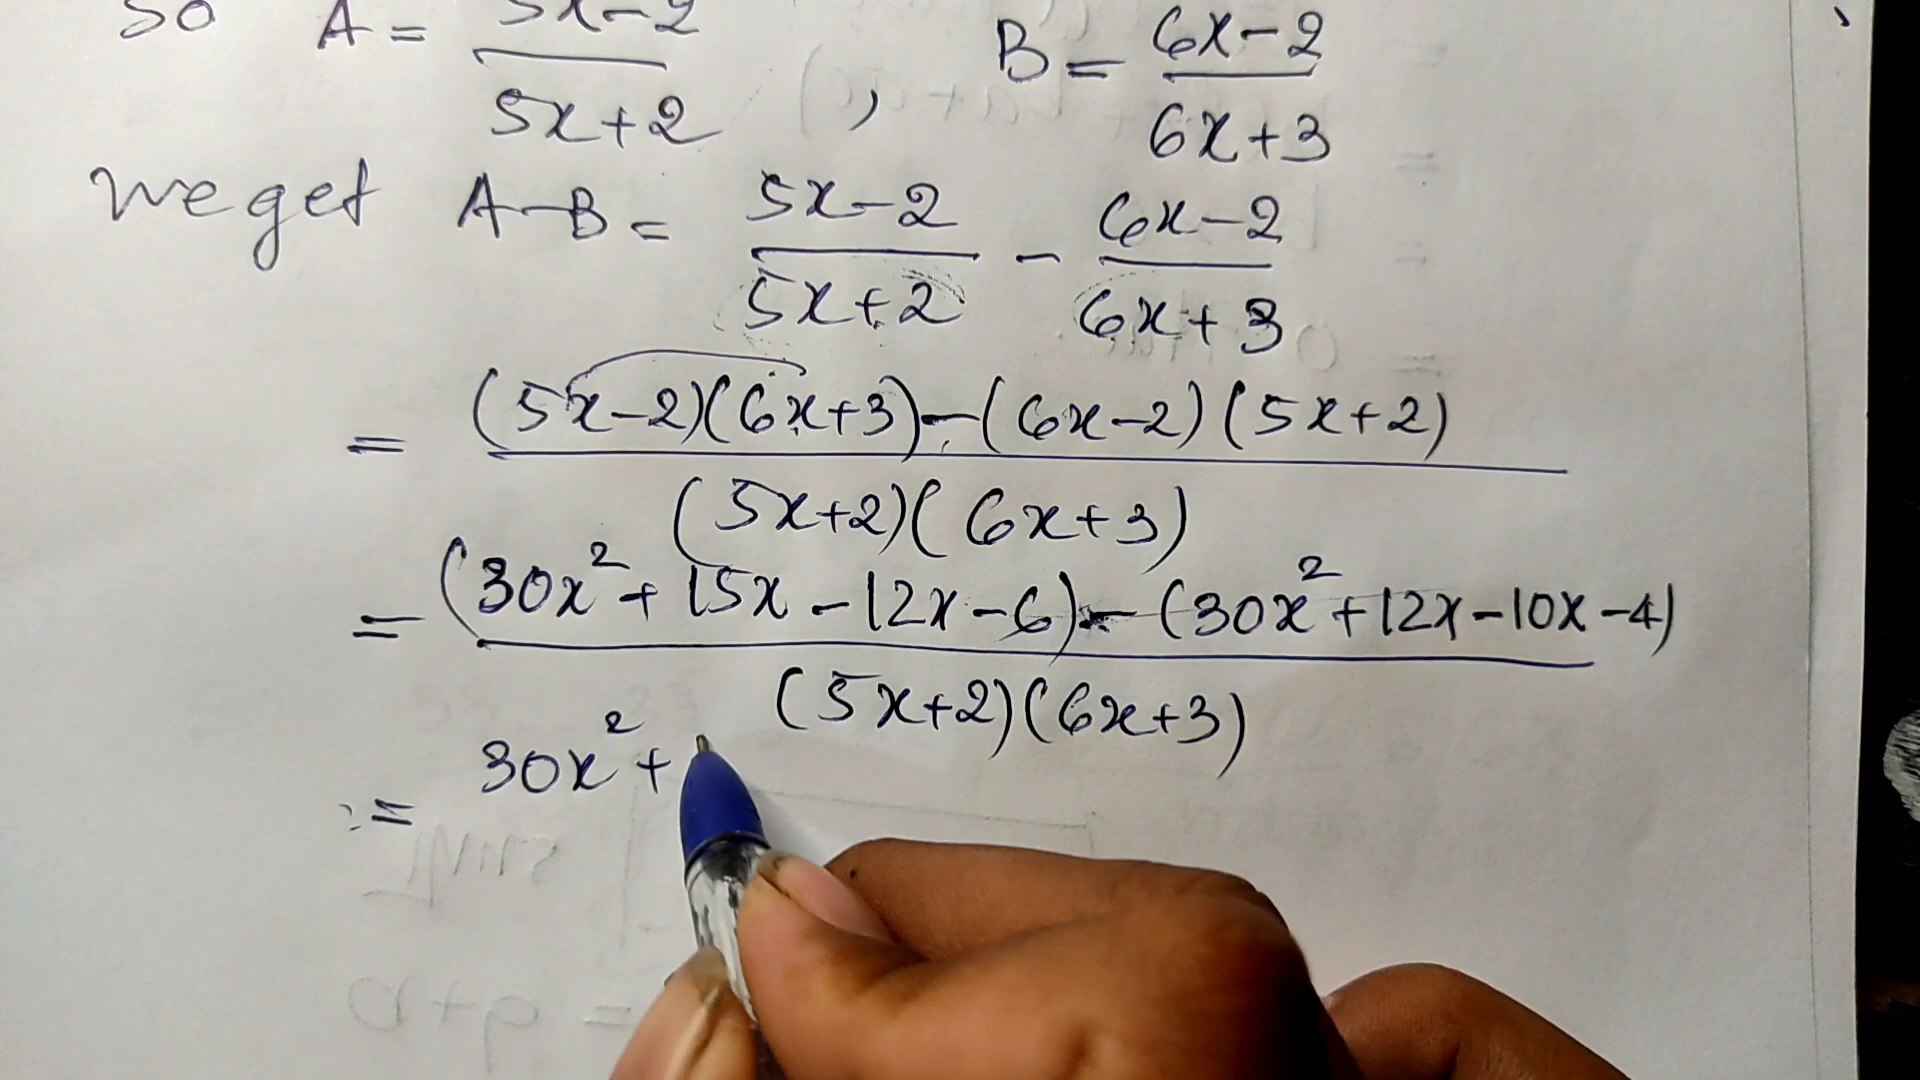 So A = 5x-2 / 5x+2 , B = 6x-2 / 6x+3
We get A-B = 5x-2 / 5x+2 - 6x-2 / 6x+3
= (5x-2)(6x+3)-(6x-2)(5x+2) / (5x+2)(6x+3)
= (30x²+15x-12x-6)-(30x²+12x-10x-4) / (5x+2)(6x+3)
= 30x²+